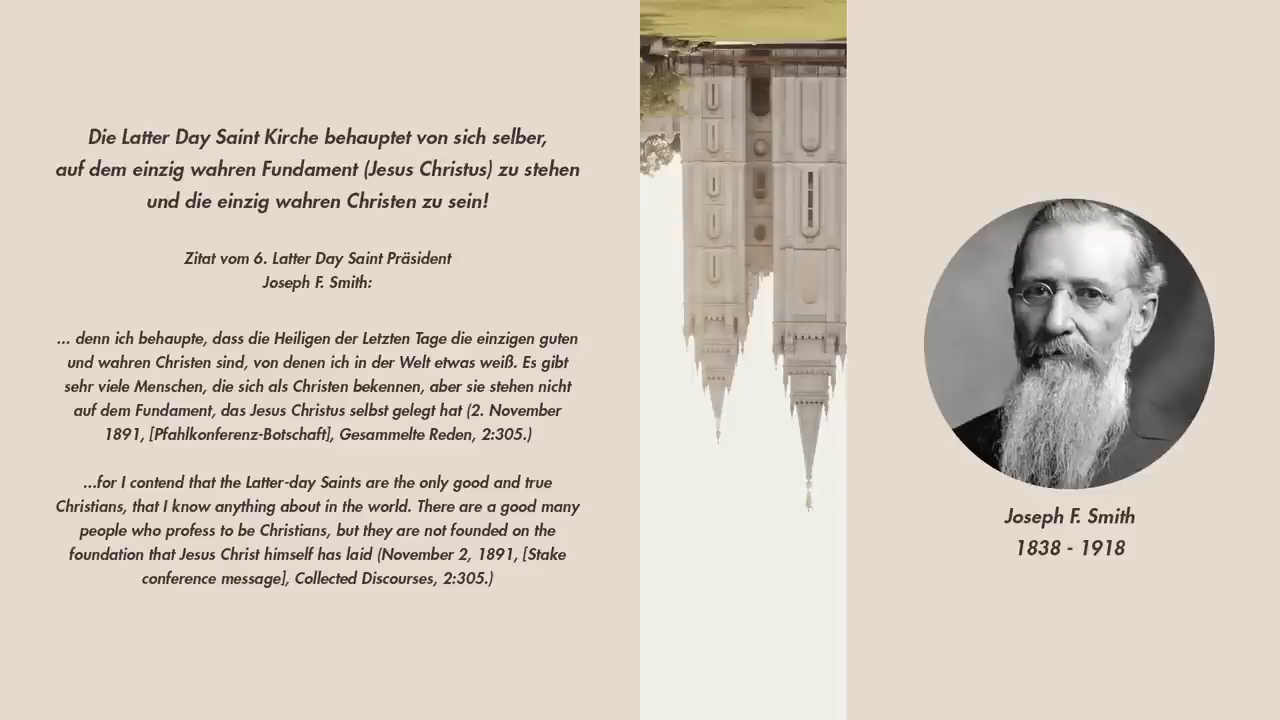 Die Latter Day Saint Kirche behauptet von sich selber,
auf dem einzig wahren Fundament (Jesus Christus) zu stehen
und die einzig wahren Christen zu sein!
Zitat vom 6. Latter Day Saint Präsident
Joseph F. Smith:
... denn ich behaupte, dass die Heiligen der Letzten Tage die einzigen guten
und wahren Christen sind, von denen ich in der Welt etwas weiß. Es gibt
sehr viele Menschen, die sich als Christen bekennen, aber sie stehen nicht
auf dem Fundament, das Jesus Christus selbst gelegt hat (2. November
1891, [Pfahlkonferenz-Botschaft], Gesammelte Reden, 2:305.)
...for I contend that the Latter-day Saints are the only good and true
Christians, that I know anything about in the world. There are a good many
people who profess to be Christians, but they are not founded on the
foundation that Jesus Christ himself has laid (November 2, 1891, [Stake
conference message], Collected Discourses, 2:305.)
Joseph F. Smith
1838 - 1918